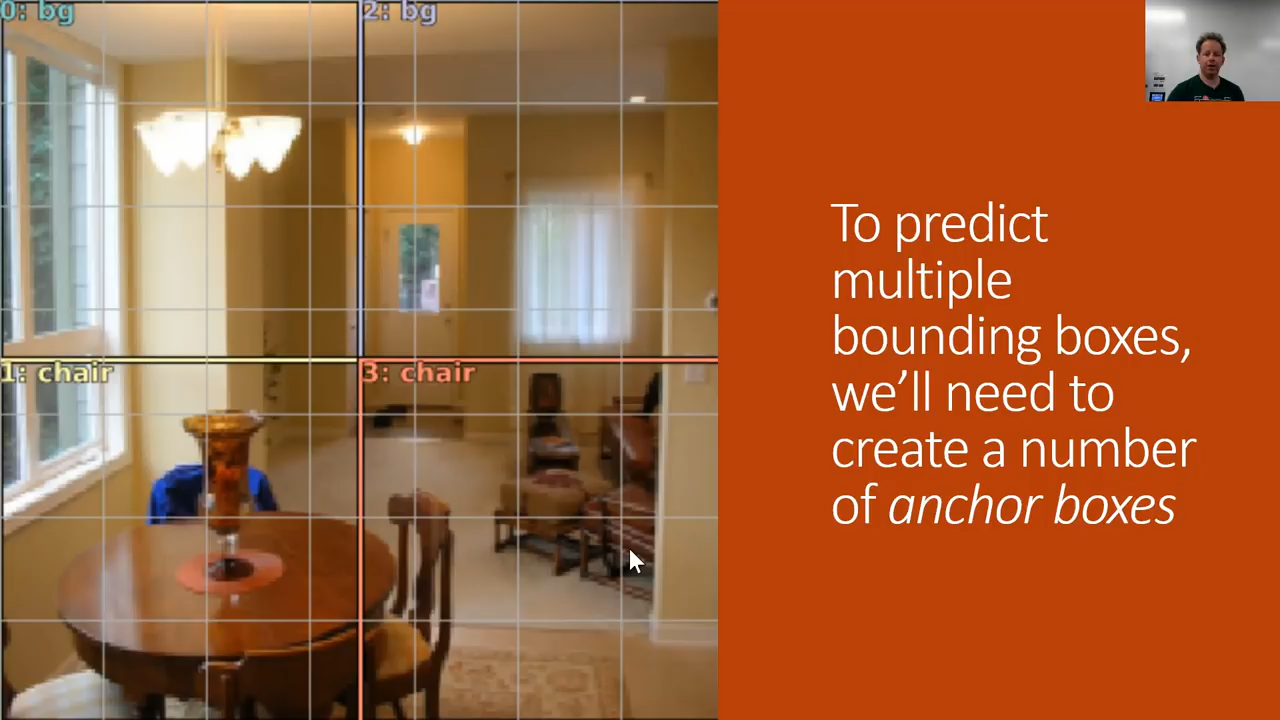 0: bg
2: bg
1: chair
3: chair
To predict
multiple
bounding boxes,
we’ll need to
create a number
of anchor boxes